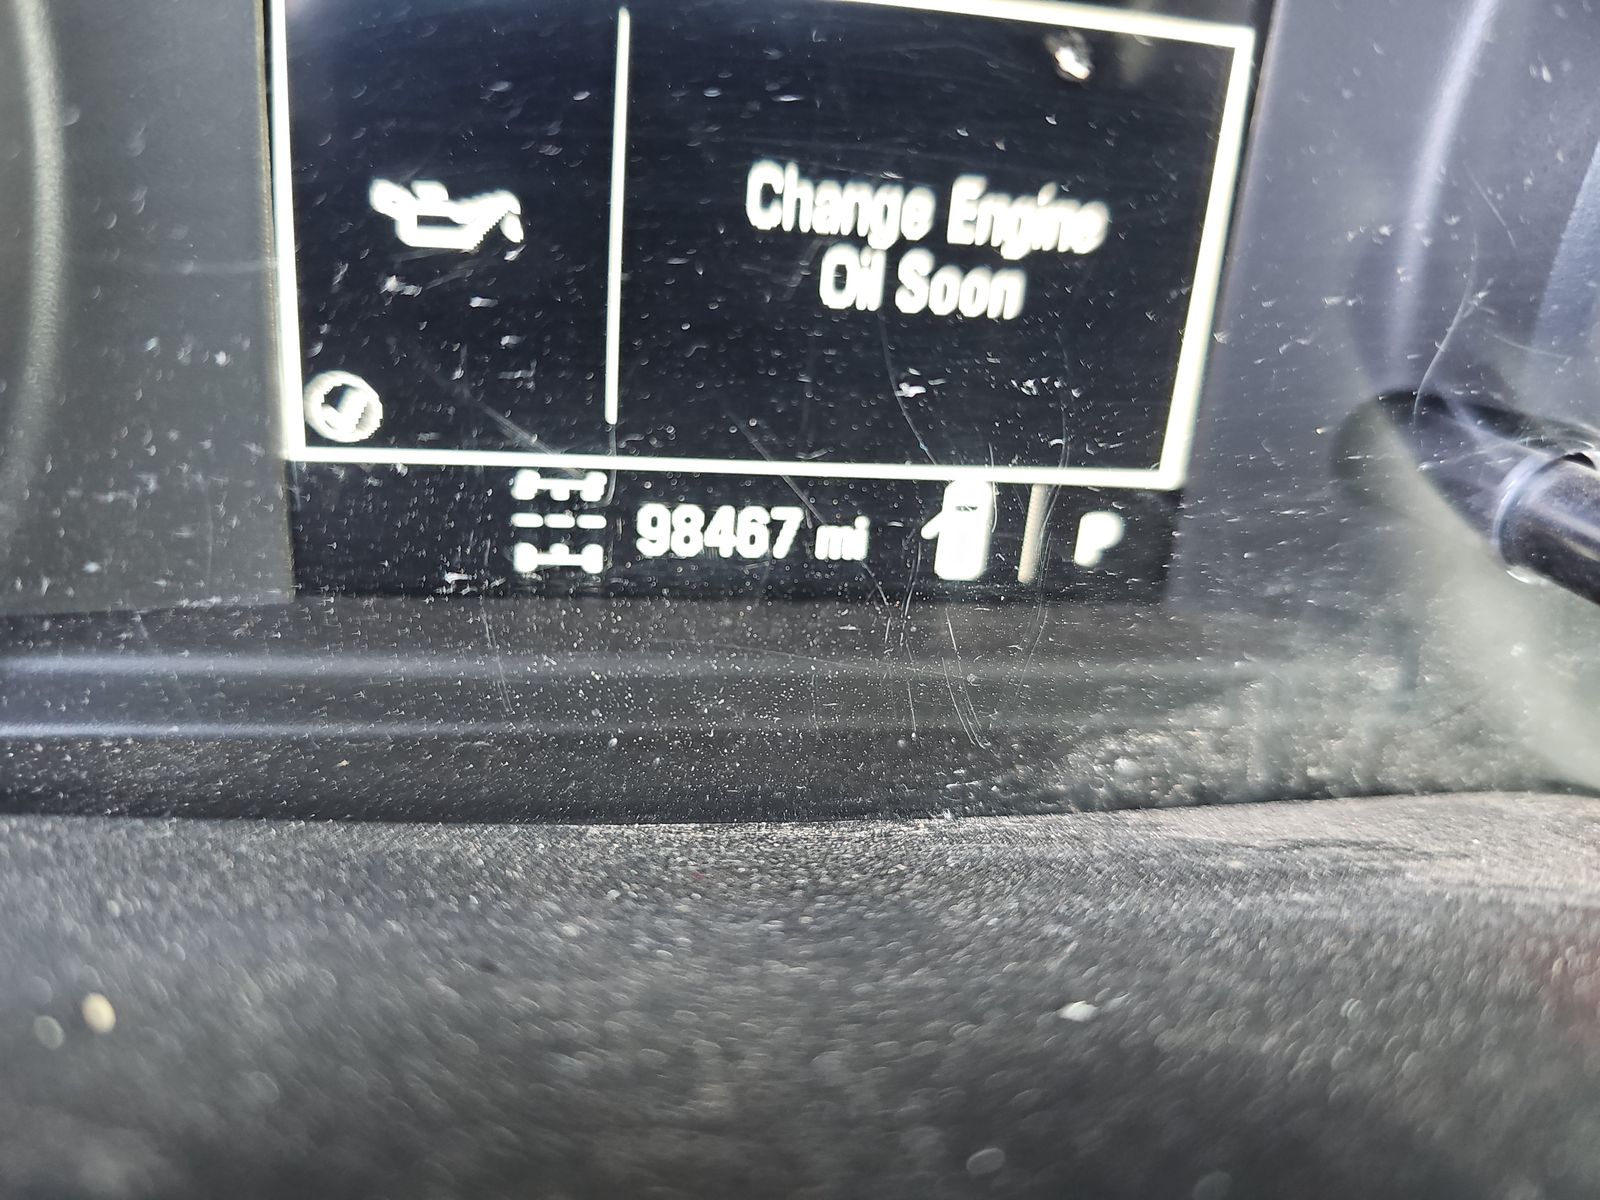 Change Engine
Oil Soon
98467 mi
P